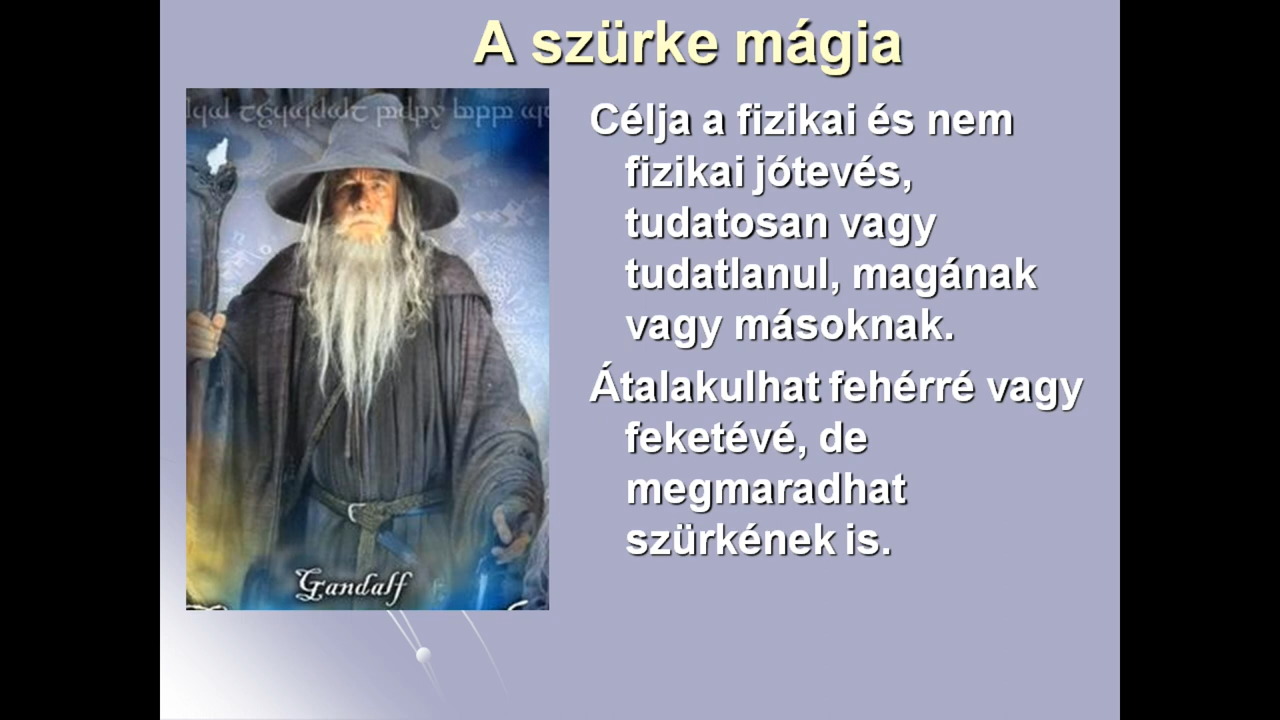 A szürke mágia
Célja a fizikai és nem
fizikai jótevés,
tudatosan vagy
tudatlanul, magának
vagy másoknak.
Átalakulhat fehérré vagy
feketévé, de
megmaradhat
szürkének is.
Gandalf